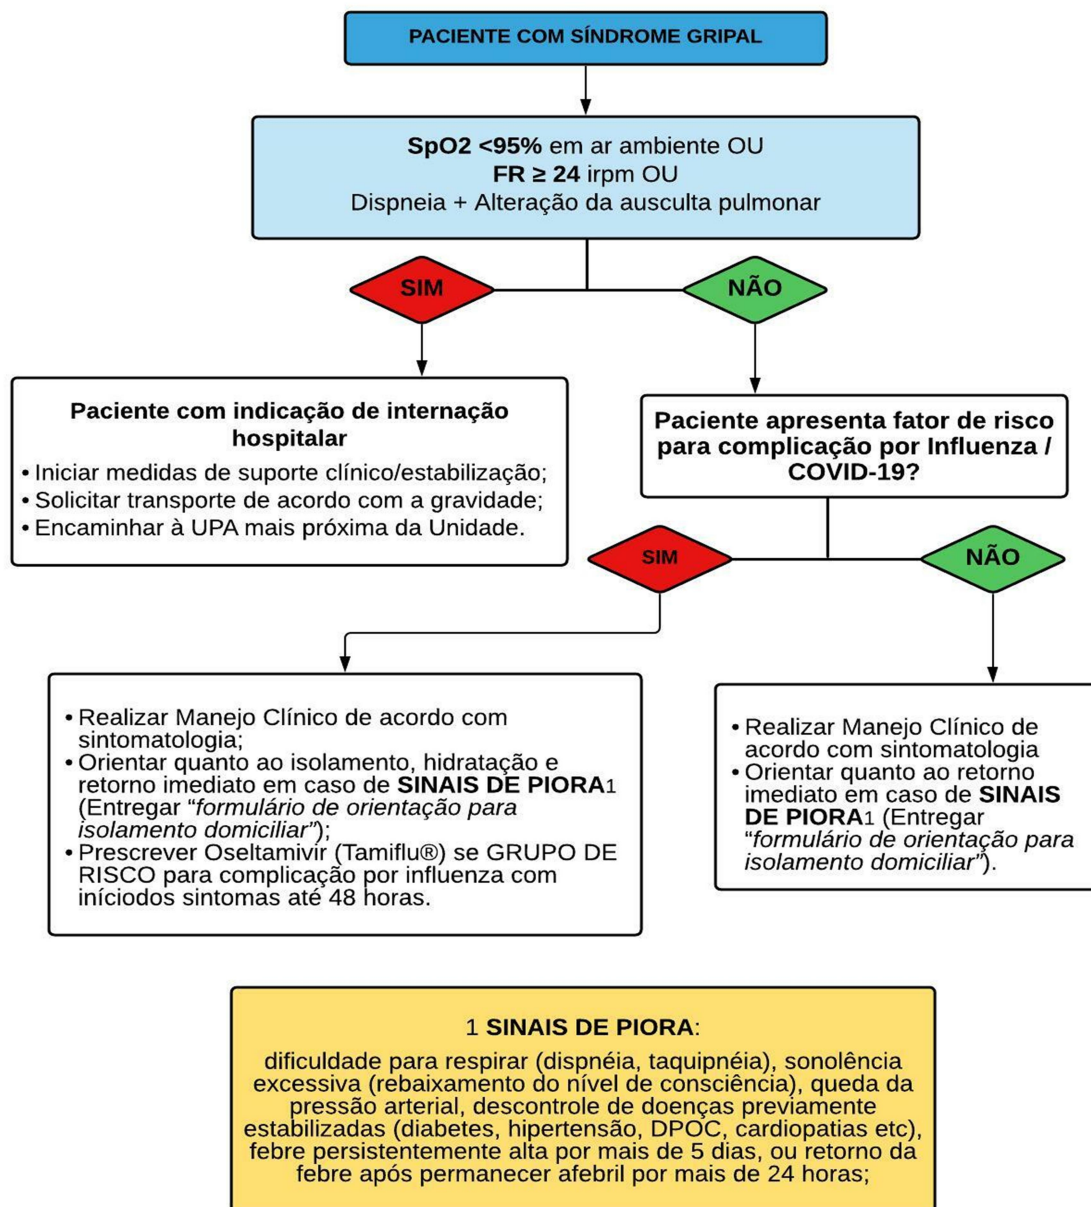 PACIENTE COM SÍNDROME GRIPAL
SpO2 <95% em ar ambiente OU
FR ≥ 24 irpm OU
Dispneia + Alteração da ausculta pulmonar
SIM
NÃO
Paciente com indicação de internação
hospitalar
• Iniciar medidas de suporte clínico/estabilização;
• Solicitar transporte de acordo com a gravidade;
• Encaminhar à UPA mais próxima da Unidade.
Paciente apresenta fator de risco
para complicação por Influenza /
COVID-19?
SIM
NÃO
• Realizar Manejo Clínico de acordo com
sintomatologia;
• Orientar quanto ao isolamento, hidratação e
retorno imediato em caso de SINAIS DE PIORA1
(Entregar “formulário de orientação para
isolamento domiciliar”);
• Prescrever Oseltamivir (Tamiflu®) se GRUPO DE
RISCO para complicação por influenza com
iníciodos sintomas até 48 horas.
• Realizar Manejo Clínico de
acordo com sintomatologia
• Orientar quanto ao retorno
imediato em caso de SINAIS
DE PIORA1 (Entregar
“formulário de orientação para
isolamento domiciliar”).
1 SINAIS DE PIORA:
dificuldade para respirar (dispnéia, taquipnéia), sonolência
excessiva (rebaixamento do nível de consciência), queda da
pressão arterial, descontrole de doenças previamente
estabilizadas (diabetes, hipertensão, DPOC, cardiopatias etc),
febre persistentemente alta por mais de 5 dias, ou retorno da
febre após permanecer afebril por mais de 24 horas;